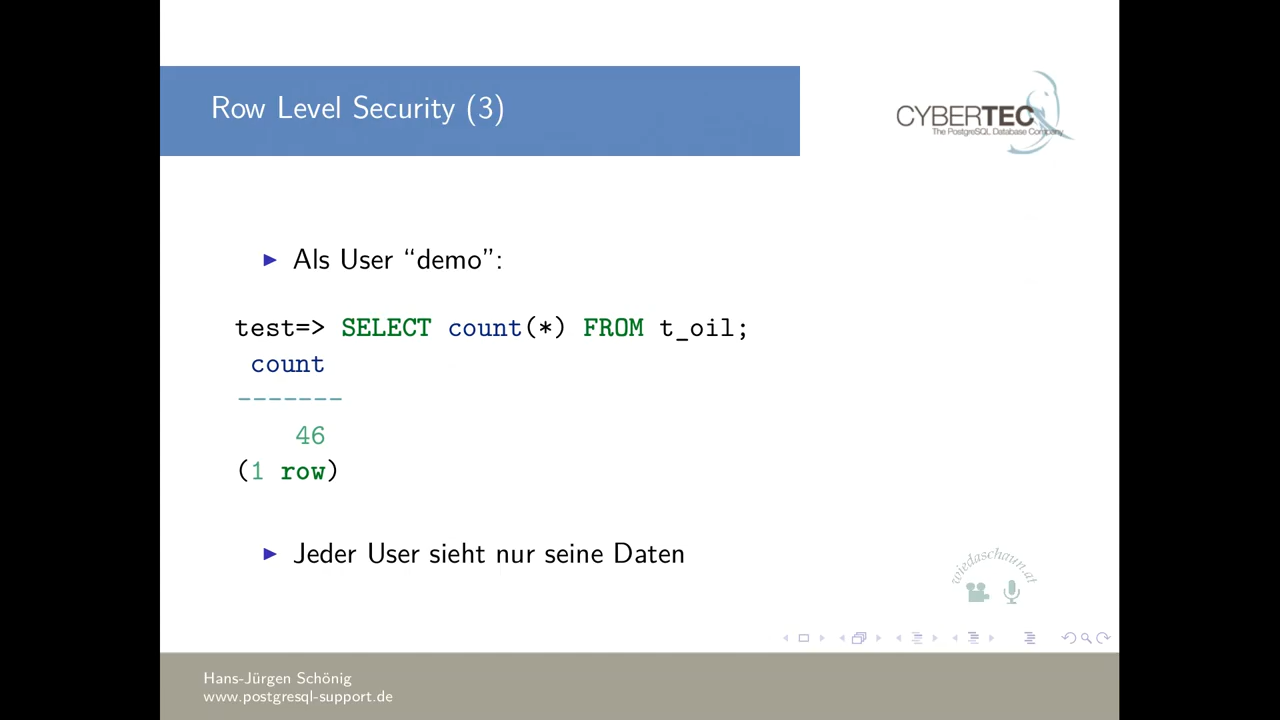 Row Level Security (3)
CYBERTEC
The PostgreSQL Database Company
Als User “demo”:
test=> SELECT count(*) FROM t_oil;
count
-------
46
(1 row)
Jeder User sieht nur seine Daten
wiedaschaun.at
Hans-Jürgen Schönig
www.postgresql-support.de